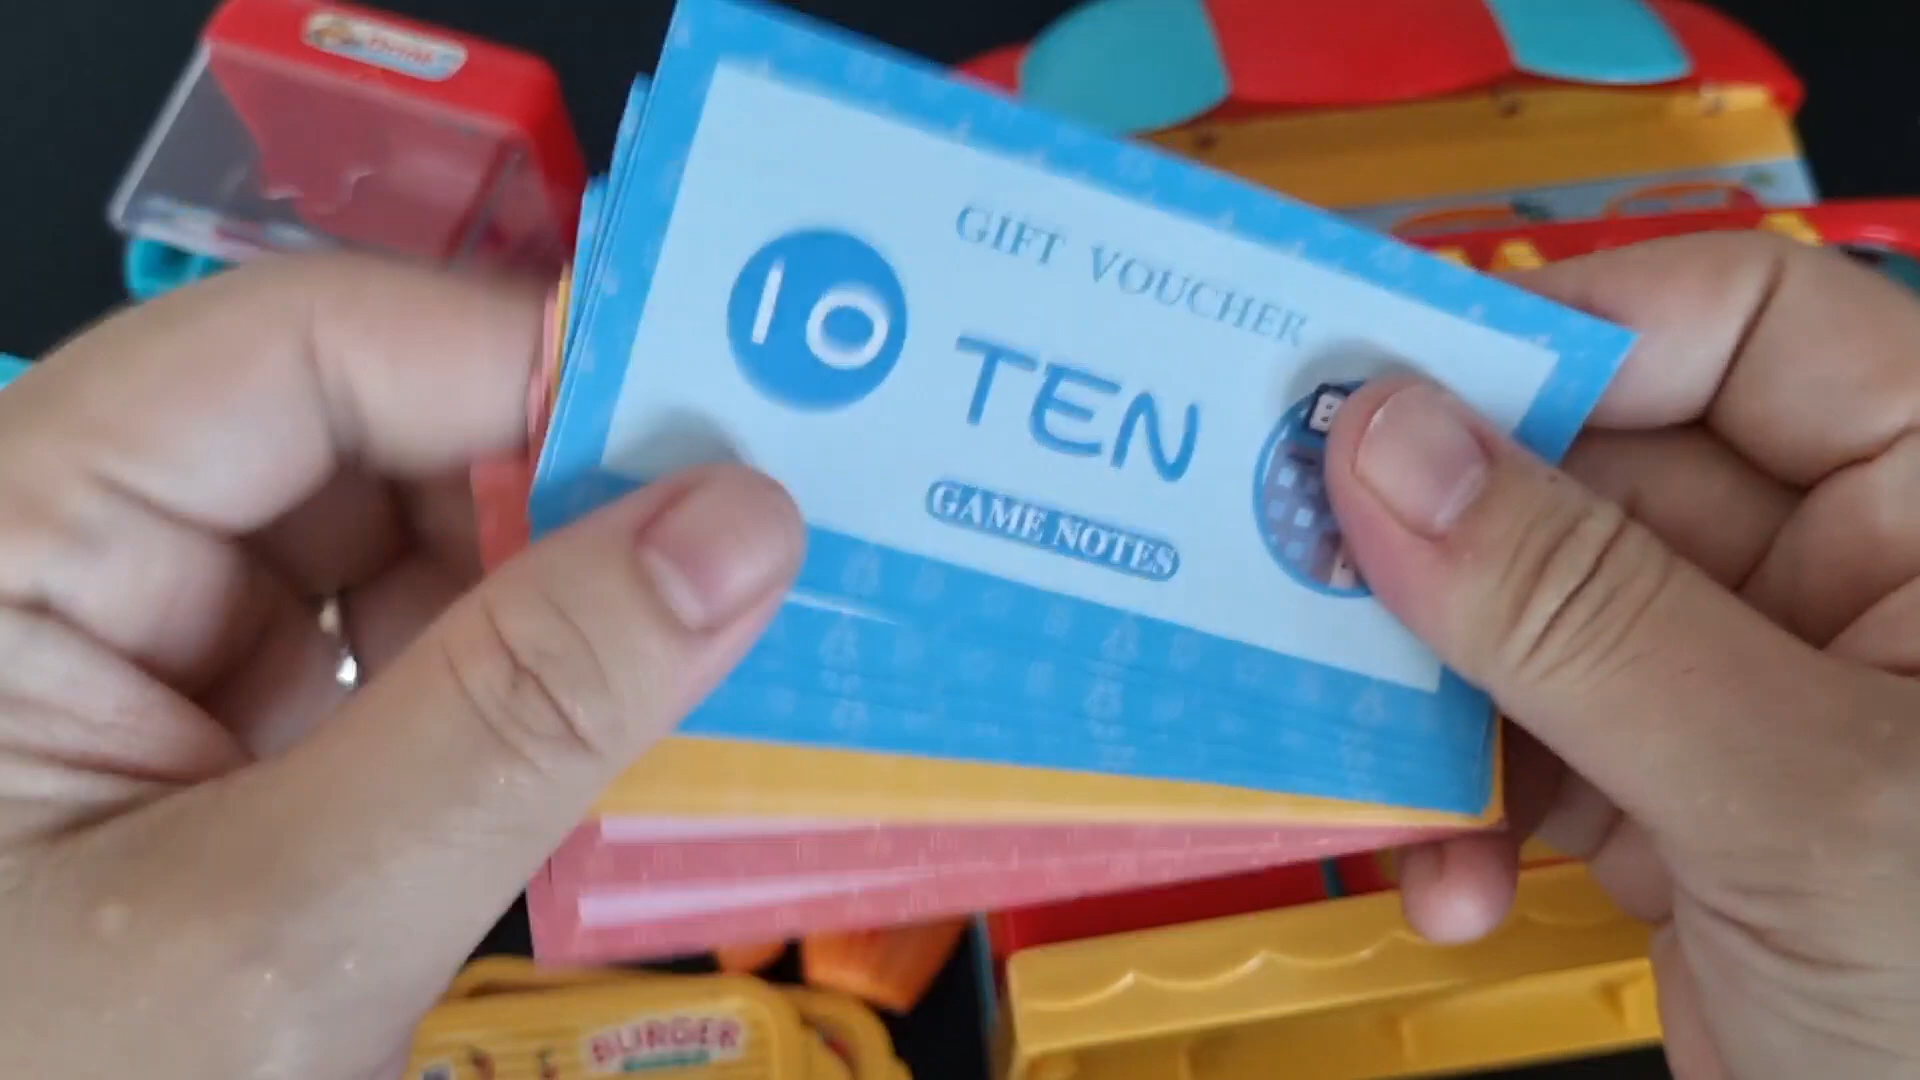 GIFT VOUCHER
10
TEN
GAME NOTES
BURGER